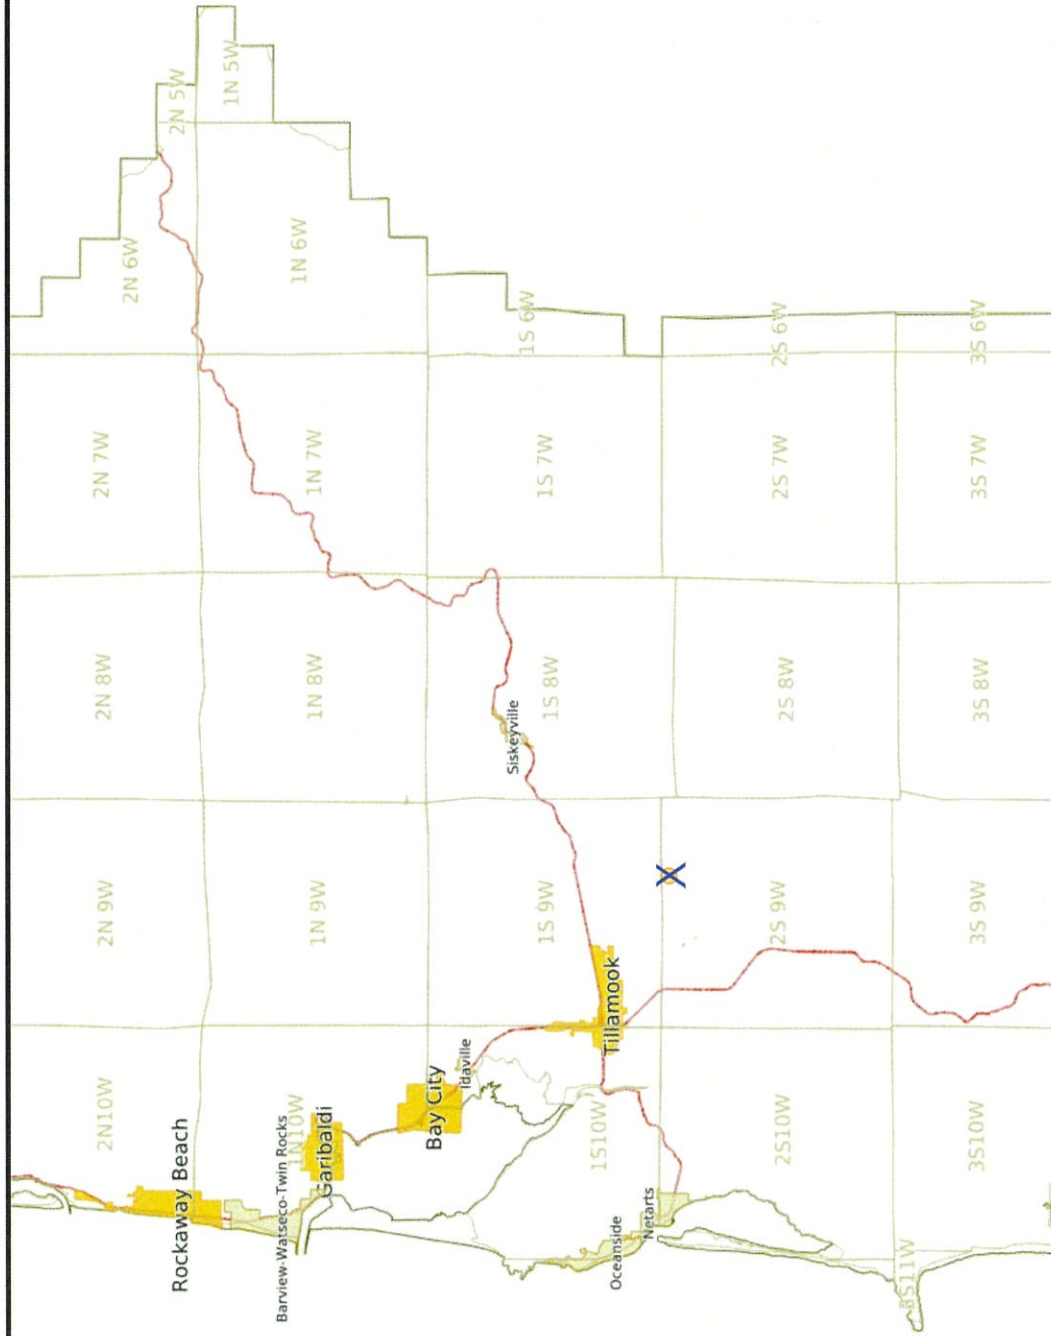 2N10W
2N 9W
2N 8W
2N 7W
2N 6W
2N 5W
Rockaway Beach
1N 5W
Barview-Watseco-Twin Rocks
1N10W
1N 9W
1N 8W
1N 7W
1N 6W
Garibaldi
Bay City
Idaville
Siskeyville
1S10W
1S 9W
1S 8W
1S 7W
1S 6W
Oceanside
Tillamook
Netarts
X
2S10W
2S 9W
2S 8W
2S 7W
2S 6W
3S11W
3S10W
3S 9W
3S 8W
3S 7W
3S 6W